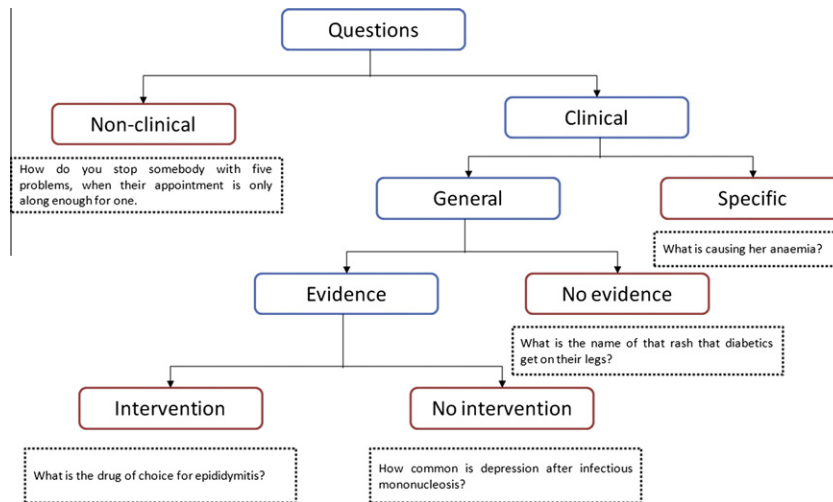 Questions
Non-clinical
Clinical
How do you stop somebody with five
problems, when their appointment is only
along enough for one.
General
Specific
What is causing her anaemia?
Evidence
No evidence
What is the name of that rash that diabetics
get on their legs?
Intervention
No intervention
What is the drug of choice for epididymitis?
How common is depression after infectious
mononucleosis?